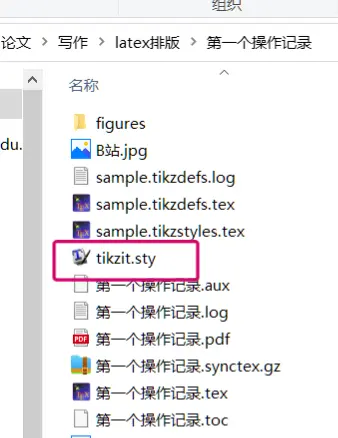 组织
论文 写作 latex排版 第一个操作记录
名称
du.
figures
B站.jpg
sample.tikzdefs.log
sample.tikzdefs.tex
sample.tikzstyles.tex
tikzit.sty
第一个操作记录.aux
第一个操作记录.log
第一个操作记录.pdf
第一个操作记录.synctex.gz
第一个操作记录.tex
第一个操作记录.toc